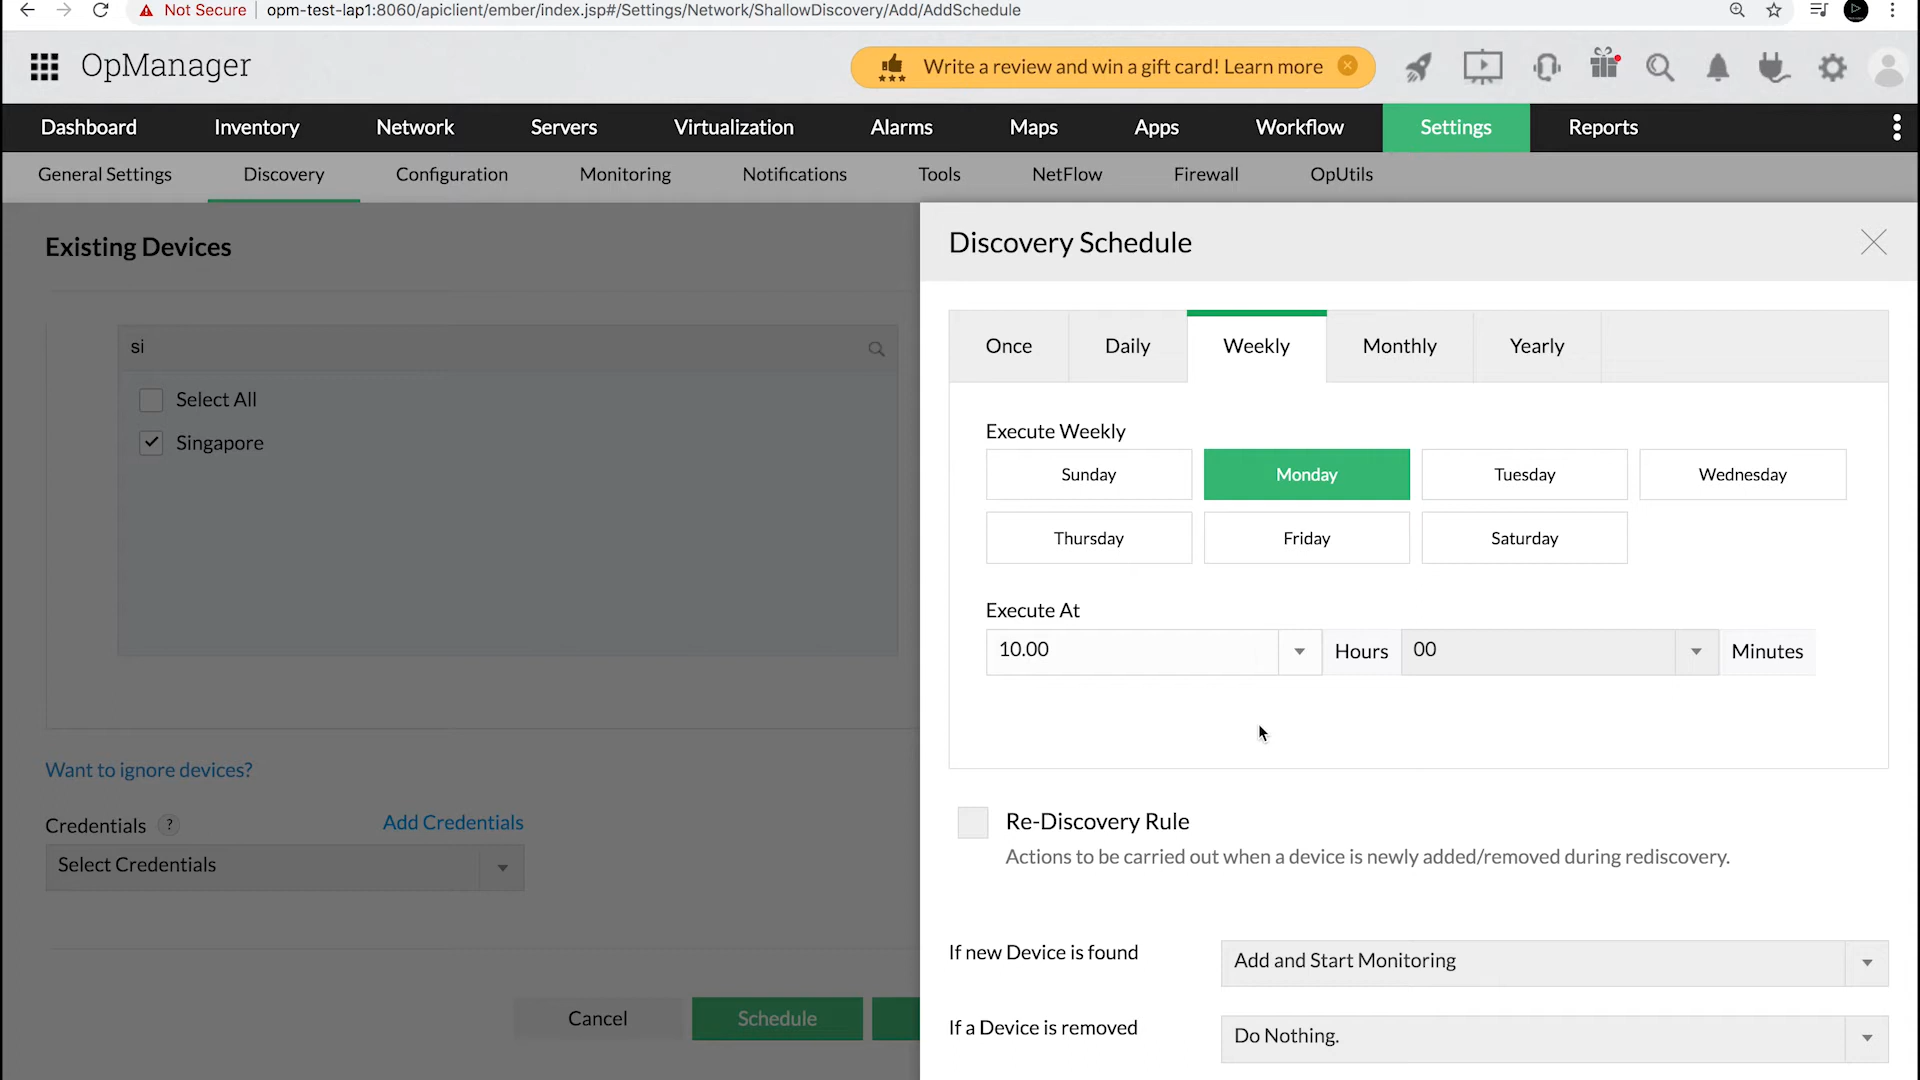 Not Secure opm-test-lap1:8060/apiclient/ember/index.jsp#/Settings/Network/ShallowDiscovery/Add/AddSchedule
OpManager
Write a review and win a gift card! Learn more
Dashboard Inventory Network Servers Virtualization Alarms Maps Apps Workflow Settings Reports
General Settings Discovery Configuration Monitoring Notifications Tools NetFlow Firewall OpUtils
Existing Devices
si
Select All
Singapore
Want to ignore devices?
Credentials ? Add Credentials
Select Credentials
Cancel Schedule
Discovery Schedule
Once Daily Weekly Monthly Yearly
Execute Weekly
Sunday Monday Tuesday Wednesday
Thursday Friday Saturday
Execute At
10.00 Hours 00 Minutes
Re-Discovery Rule
Actions to be carried out when a device is newly added/removed during rediscovery.
If new Device is found Add and Start Monitoring
If a Device is removed Do Nothing.